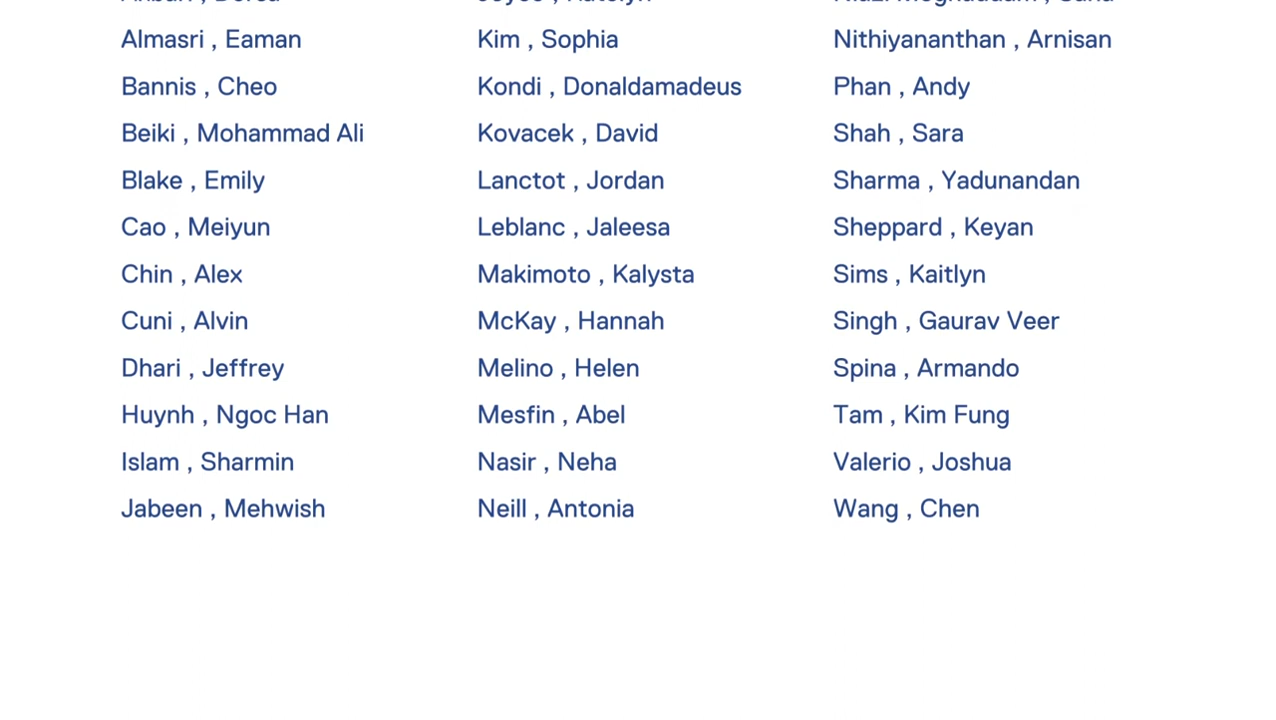 Almasri , Eaman
Bannis , Cheo
Beiki , Mohammad Ali
Blake , Emily
Cao , Meiyun
Chin , Alex
Cuni , Alvin
Dhari , Jeffrey
Huynh , Ngoc Han
Islam , Sharmin
Jabeen , Mehwish
Kim , Sophia
Kondi , Donaldamadeus
Kovacek , David
Lanctot , Jordan
Leblanc , Jaleesa
Makimoto , Kalysta
McKay , Hannah
Melino , Helen
Mesfin , Abel
Nasir , Neha
Neill , Antonia
Nithiyananthan , Arnisan
Phan , Andy
Shah , Sara
Sharma , Yadunandan
Sheppard , Keyan
Sims , Kaitlyn
Singh , Gaurav Veer
Spina , Armando
Tam , Kim Fung
Valerio , Joshua
Wang , Chen